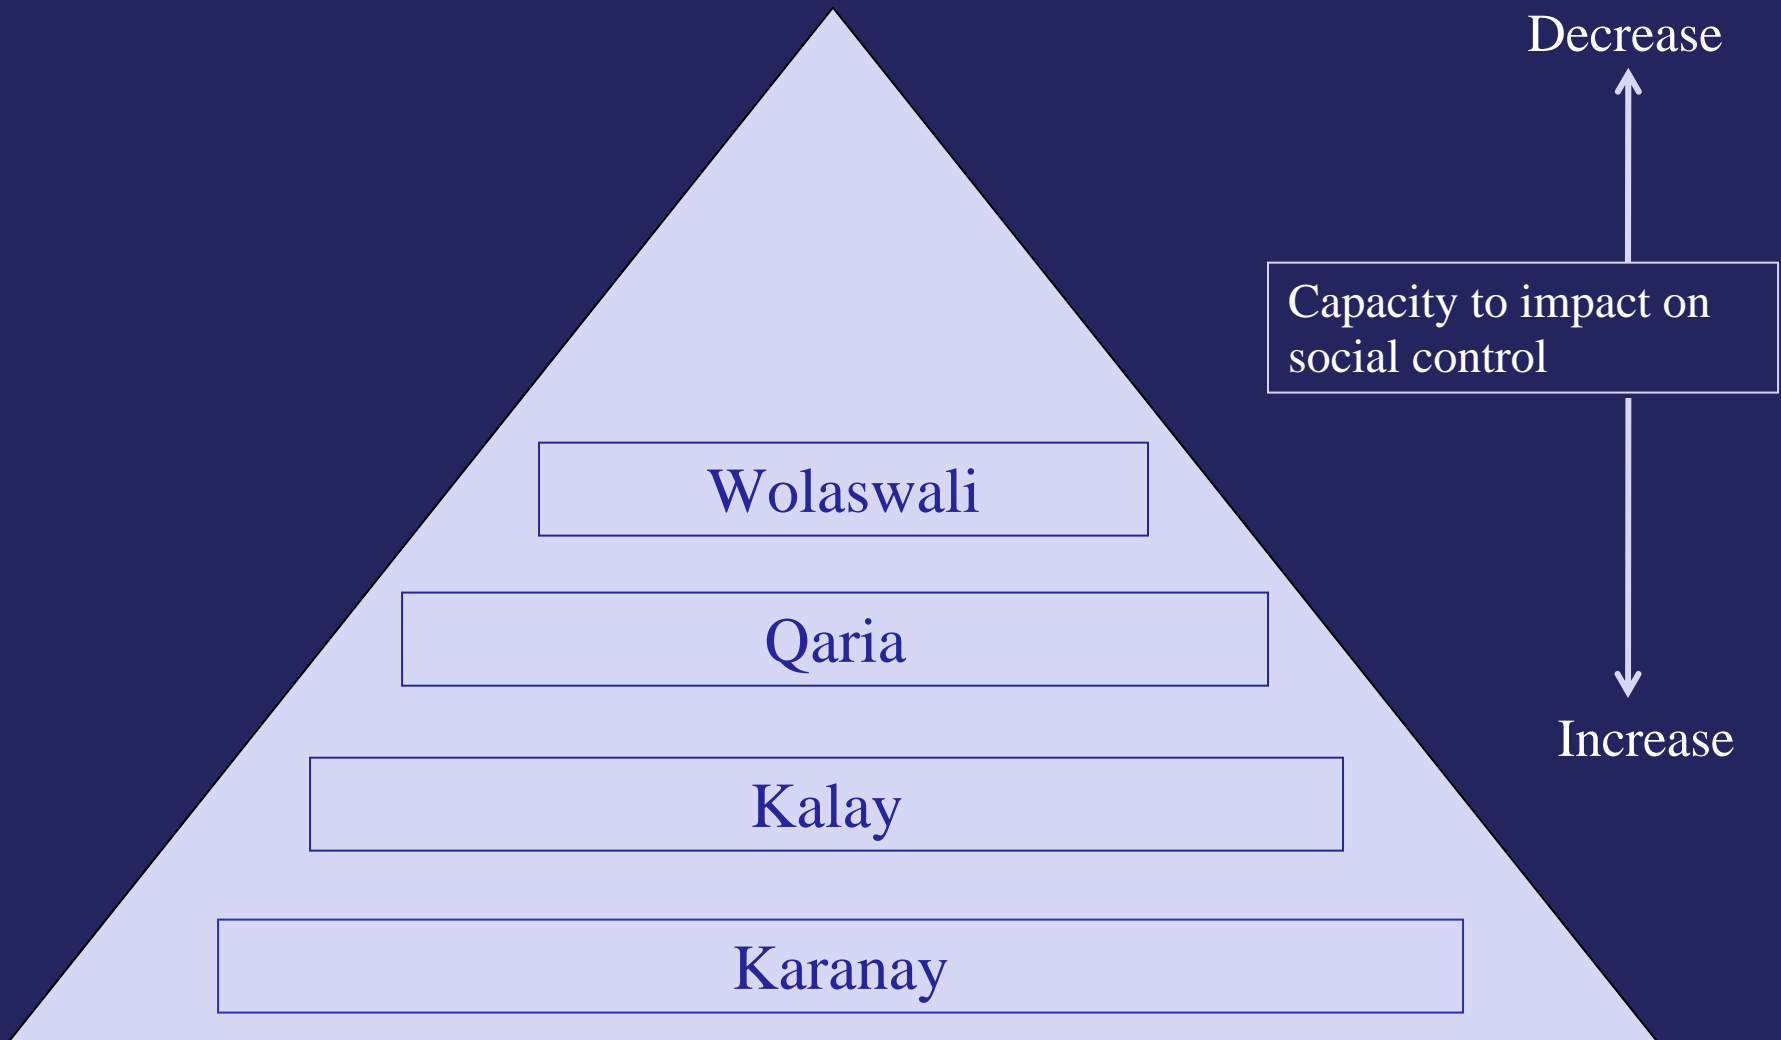 Decrease
Capacity to impact on
social control
Wolaswali
Qaria
Increase
Kalay
Karanay